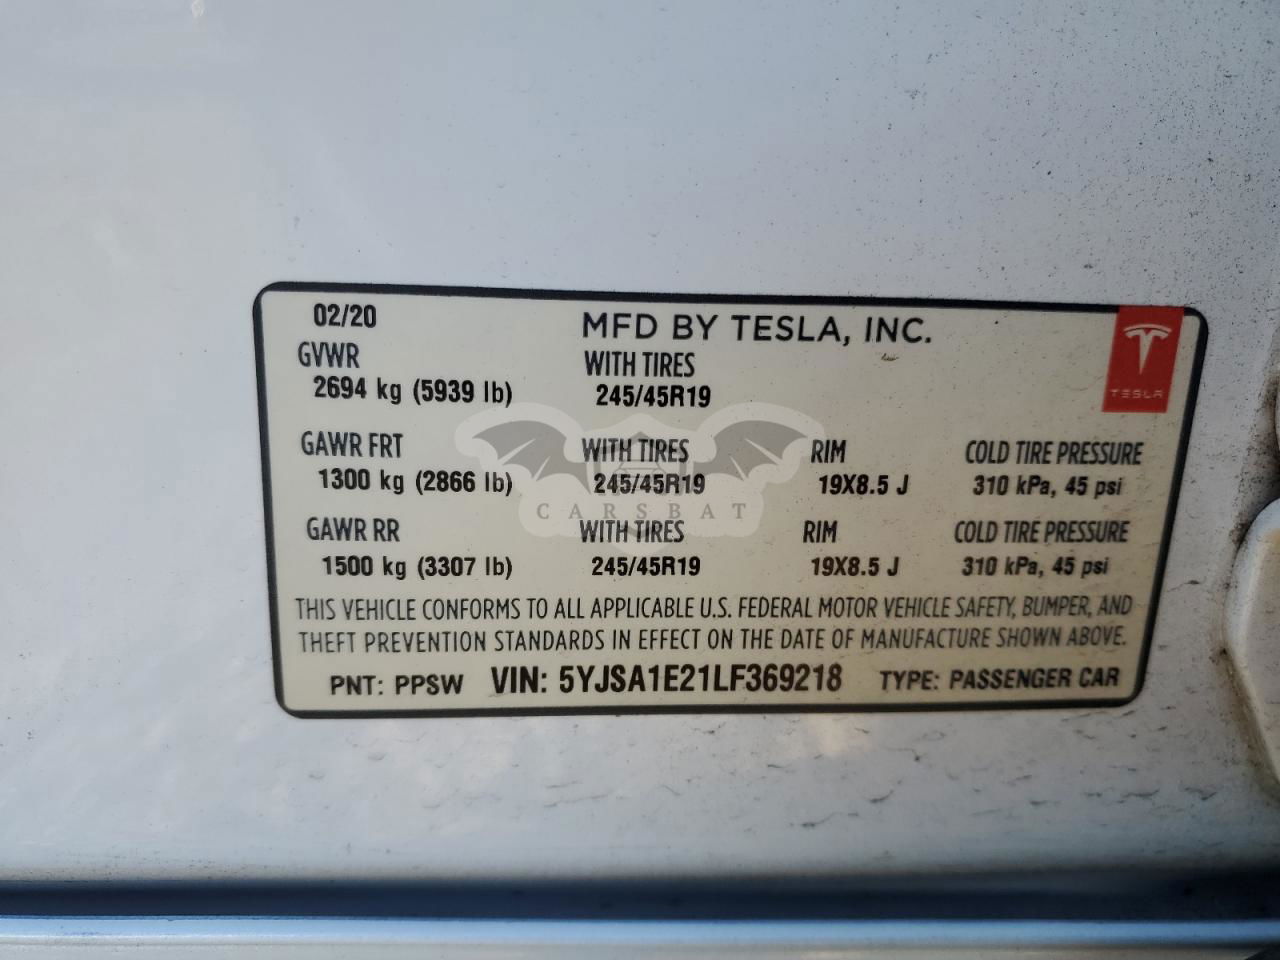 02/20 MFD BY TESLA, INC.
GVWR WITH TIRES
2694 kg (5939 lb) 245/45R19
TESLA
GAWR FRT WITH TIRES RIM COLD TIRE PRESSURE
1300 kg (2866 lb) 245/45R19 19X8.5 J 310 kPa, 45 psi
CARSBAT
GAWR RR WITH TIRES RIM COLD TIRE PRESSURE
1500 kg (3307 lb) 245/45R19 19X8.5 J 310 kPa, 45 psi
THIS VEHICLE CONFORMS TO ALL APPLICABLE U.S. FEDERAL MOTOR VEHICLE SAFETY, BUMPER, AND
THEFT PREVENTION STANDARDS IN EFFECT ON THE DATE OF MANUFACTURE SHOWN ABOVE.
PNT: PPSW VIN: 5YJSA1E21LF369218 TYPE: PASSENGER CAR